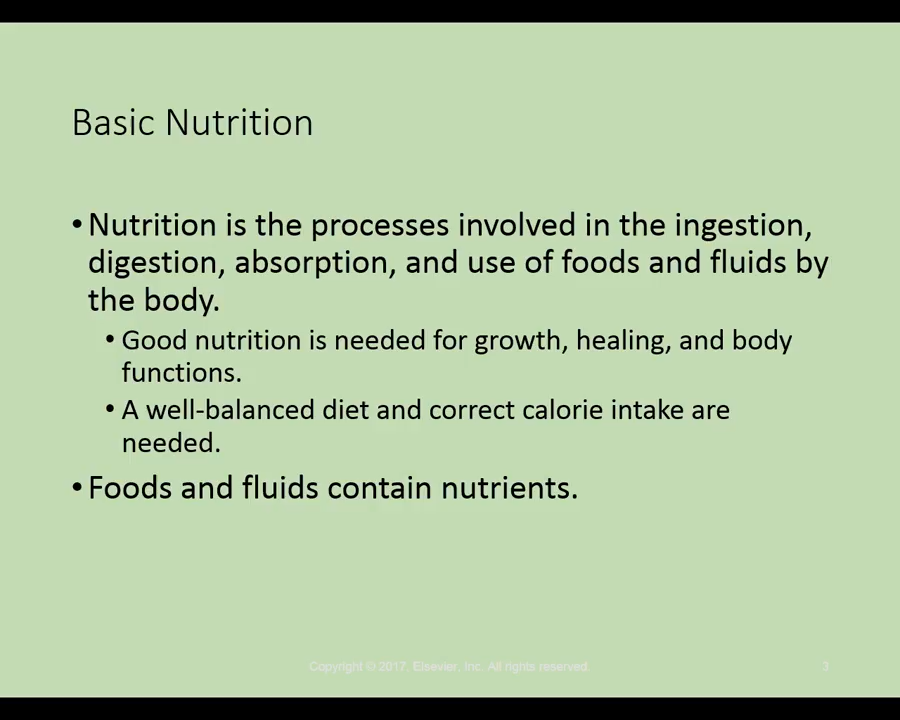 Basic Nutrition
• Nutrition is the processes involved in the ingestion,
digestion, absorption, and use of foods and fluids by
the body.
• Good nutrition is needed for growth, healing, and body
functions.
• A well-balanced diet and correct calorie intake are
needed.
• Foods and fluids contain nutrients.
Copyright © 2017, Elsevier, Inc. All rights reserved.
3